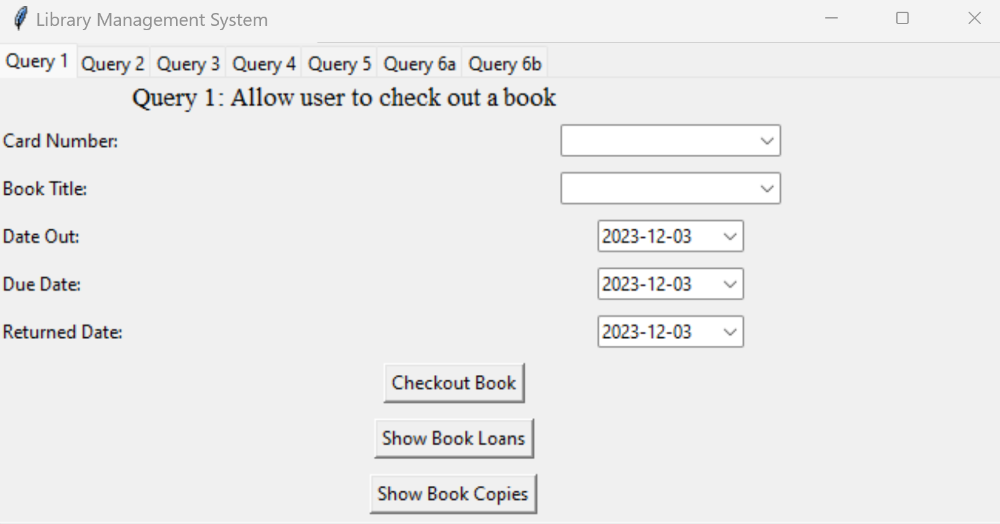 Library Management System
Query 1 Query 2 Query 3 Query 4 Query 5 Query 6a Query 6b
Query 1: Allow user to check out a book
Card Number:
Book Title:
Date Out: 2023-12-03
Due Date: 2023-12-03
Returned Date: 2023-12-03
Checkout Book
Show Book Loans
Show Book Copies